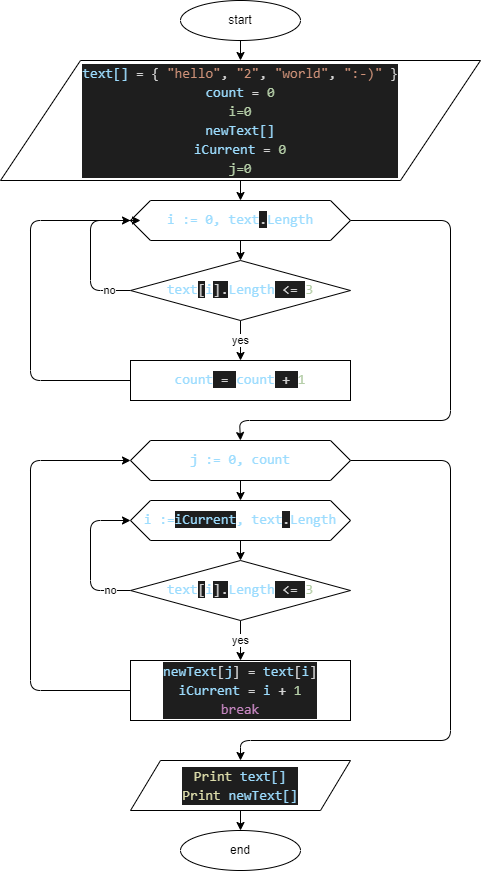 start
text[] = { "hello", "2", "world", ":-)" }
count = 0
i=0
newText[]
iCurrent = 0
j=0
i := 0, text.Length
text[i].Length <= 3
no
yes
count = count + 1
j := 0, count
i :=iCurrent, text.Length
text[i].Length <= 3
no
yes
newText[j] = text[i]
iCurrent = i + 1
break
Print text[]
Print newText[]
end